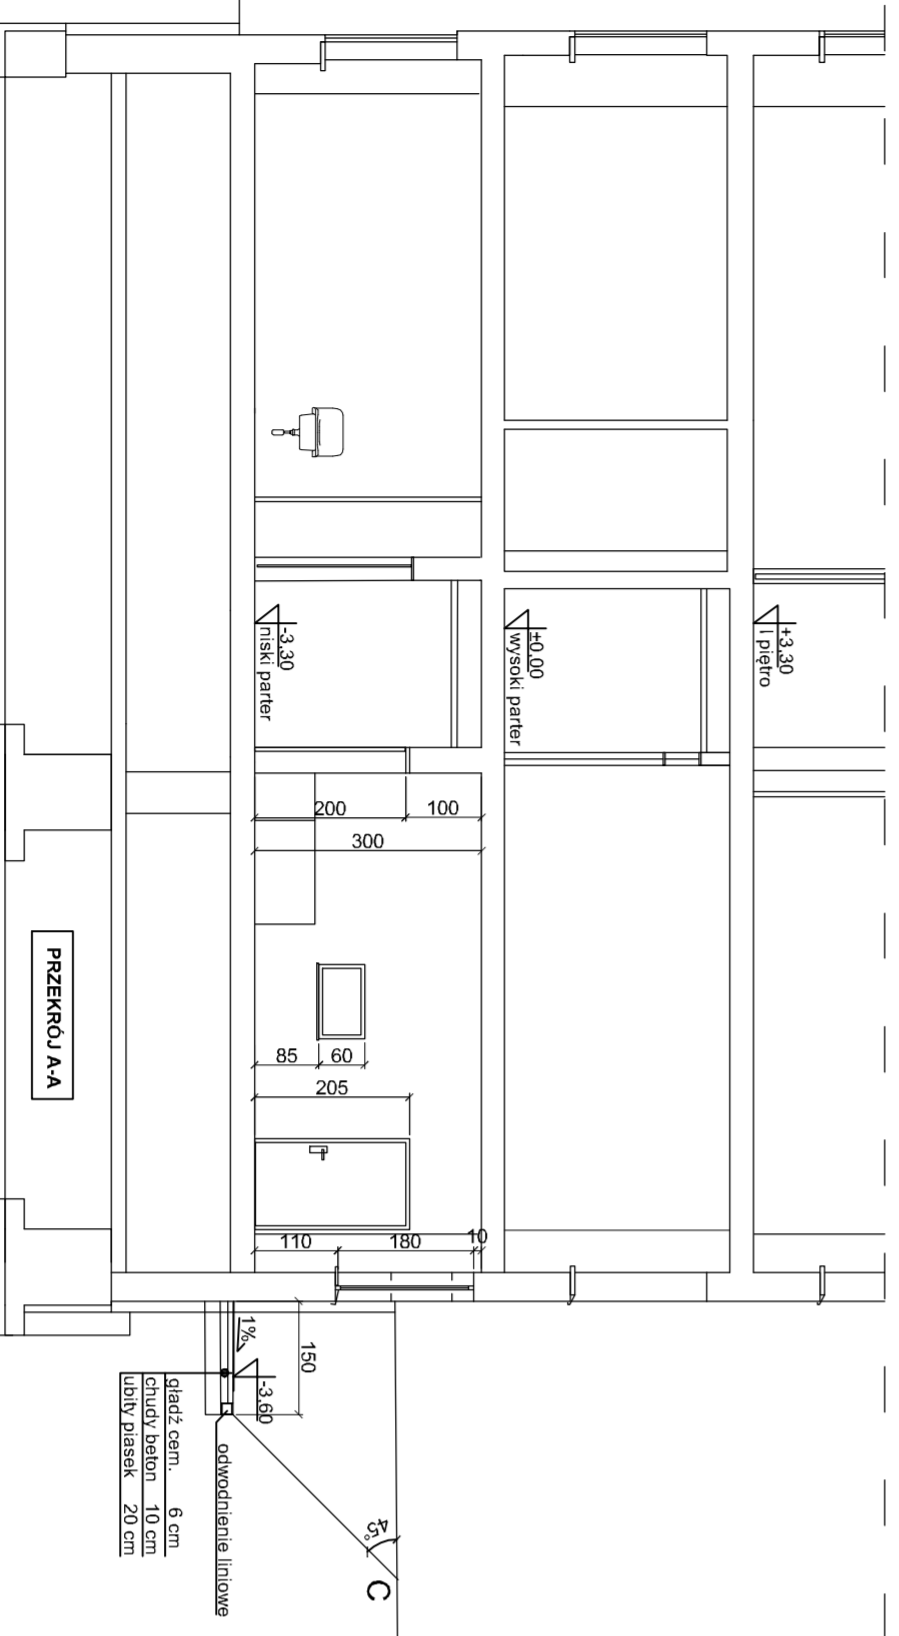 +3,30
I piętro
±0,00
wysoki parter
-3,30
niski parter
200
100
300
85
60
205
110
180
10
150
1%
-3,60
45°
C
odwodnienie liniowe
gładź cem. 6 cm
chudy beton 10 cm
ubity piasek 20 cm
PRZEKRÓJ A-A